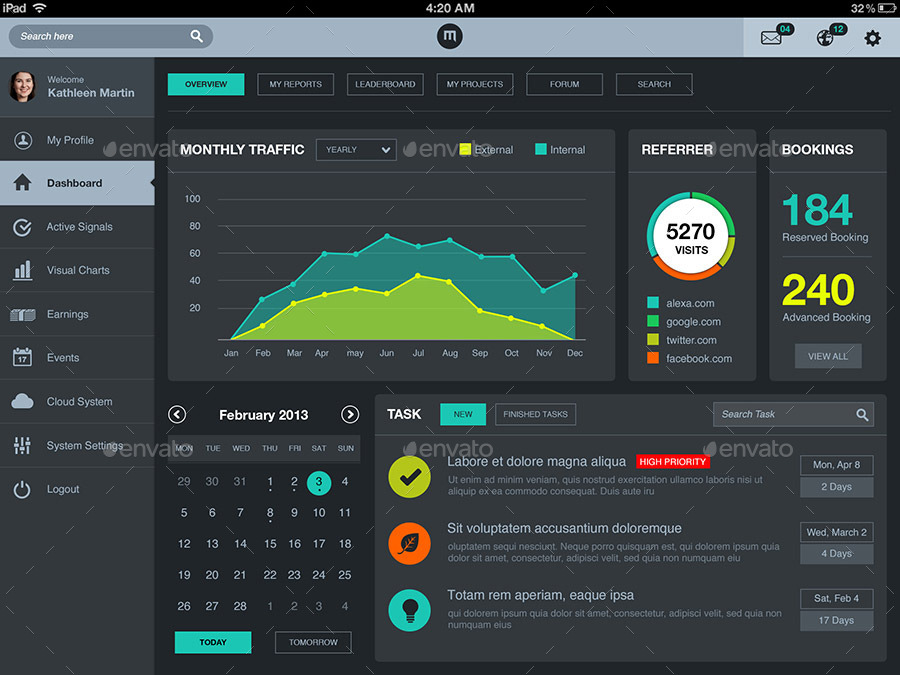 iPad
4:20 AM
32%
Search here
m
04
12
Welcome
Kathleen Martin
My Profile
Dashboard
Active Signals
Visual Charts
Earnings
17
Events
Cloud System
System Settings
Logout
OVERVIEW
MY REPORTS
LEADERBOARD
MY PROJECTS
FORUM
SEARCH
MONTHLY TRAFFIC
YEARLY
External
Internal
100
80
60
40
20
Jan Feb Mar Apr may Jun Jul Aug Sep Oct Nov Dec
REFERRER
5270
VISITS
alexa.com
google.com
twitter.com
facebook.com
BOOKINGS
184
Reserved Booking
240
Advanced Booking
VIEW ALL
February 2013
MON TUE WED THU FRI SAT SUN
29 30 31 1 2 3 4
5 6 7 8 9 10 11
12 13 14 15 16 17 18
19 20 21 22 23 24 25
26 27 28 1 2 3 4
TODAY
TOMORROW
TASK
NEW
FINISHED TASKS
Search Task
Labore et dolore magna aliqua
HIGH PRIORITY
Ut enim ad minim veniam, quis nostrud exercitation ullamco laboris nisi ut
aliquip ex ea commodo consequat. Duis aute iru
Mon, Apr 8
2 Days
Sit voluptatem accusantium doloremque
oluptatem sequi nesciunt. Neque porro quisquam est, qui dolorem ipsum quia
dolor sit amet, consectetur, adipisci velit, sed quia non numquam eiu
Wed, March 2
4 Days
Totam rem aperiam, eaque ipsa
qui dolorem ipsum quia dolor sit amet, consectetur, adipisci velit, sed quia non
numquam eius
Sat, Feb 4
17 Days
envato
envato
envato
envato
envato
envato